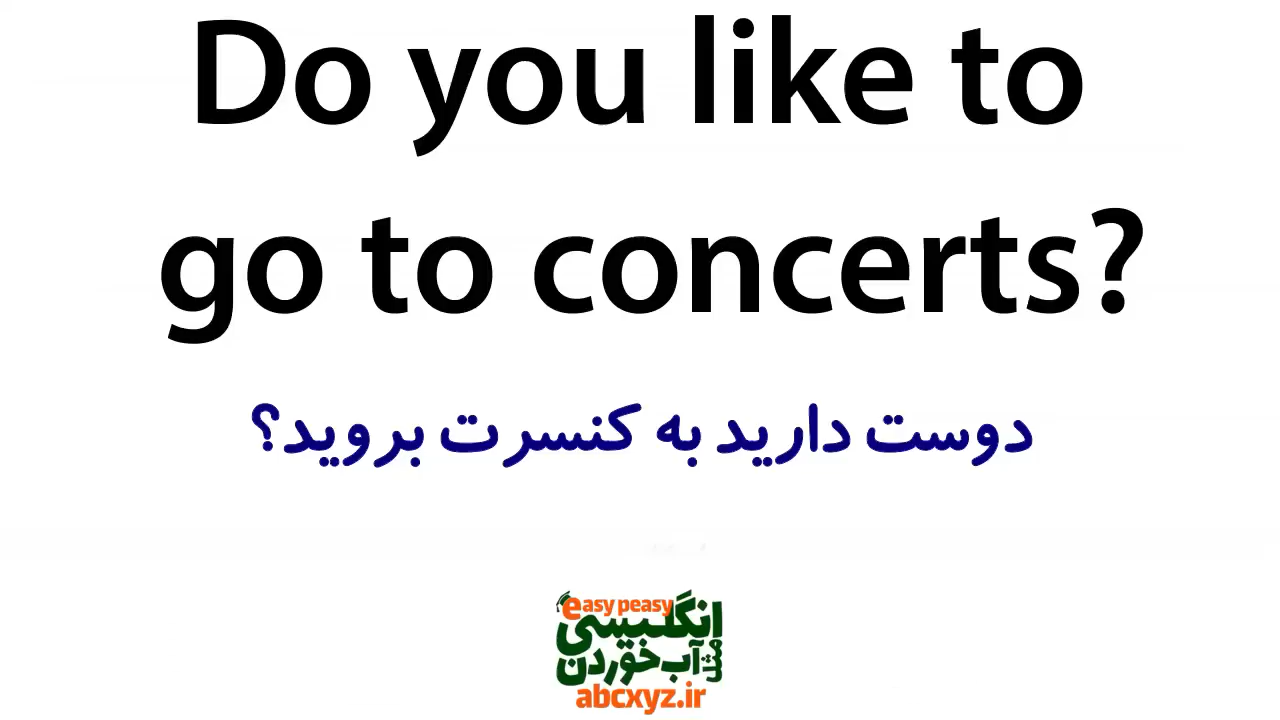 Do you like to
go to concerts?
دوست دارید به کنسرت بروید؟
easy peasy
انگلیسی
مثل آب خوردن
abcxyz.ir